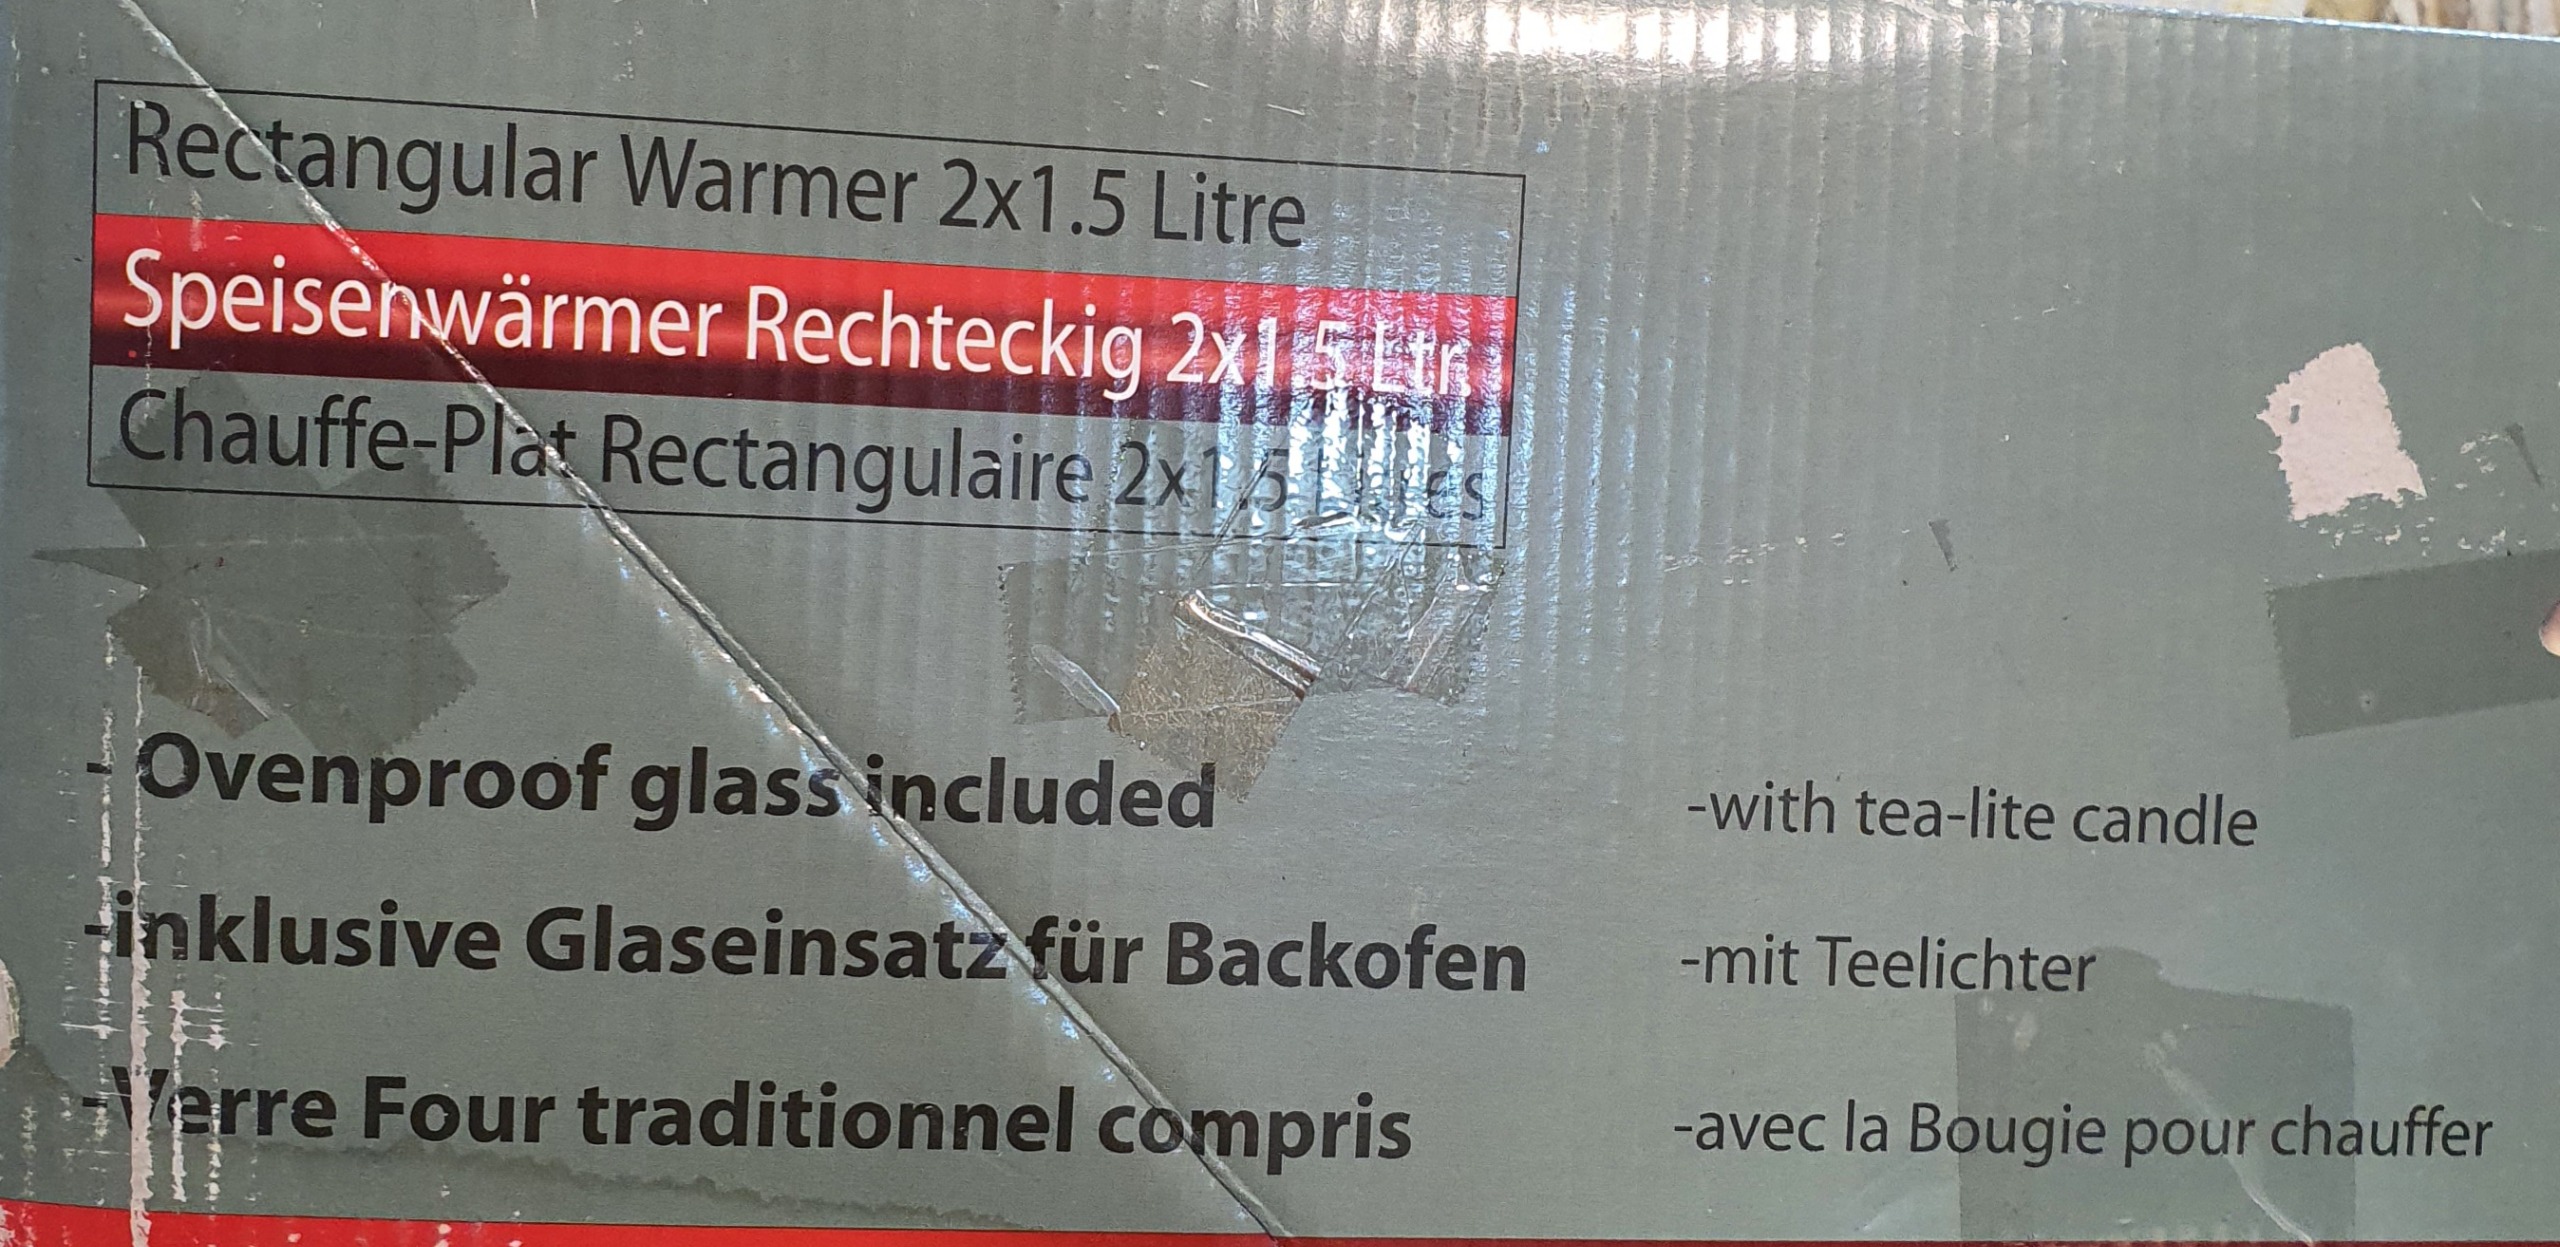 Rectangular Warmer 2x1.5 Litre
Speisenwärmer Rechteckig 2x1.5 Ltr.
Chauffe-Plat Rectangulaire 2x1,5 Litres
- Ovenproof glass included
-inklusive Glaseinsatz für Backofen
-Verre Four traditionnel compris
-with tea-lite candle
-mit Teelichter
-avec la Bougie pour chauffer